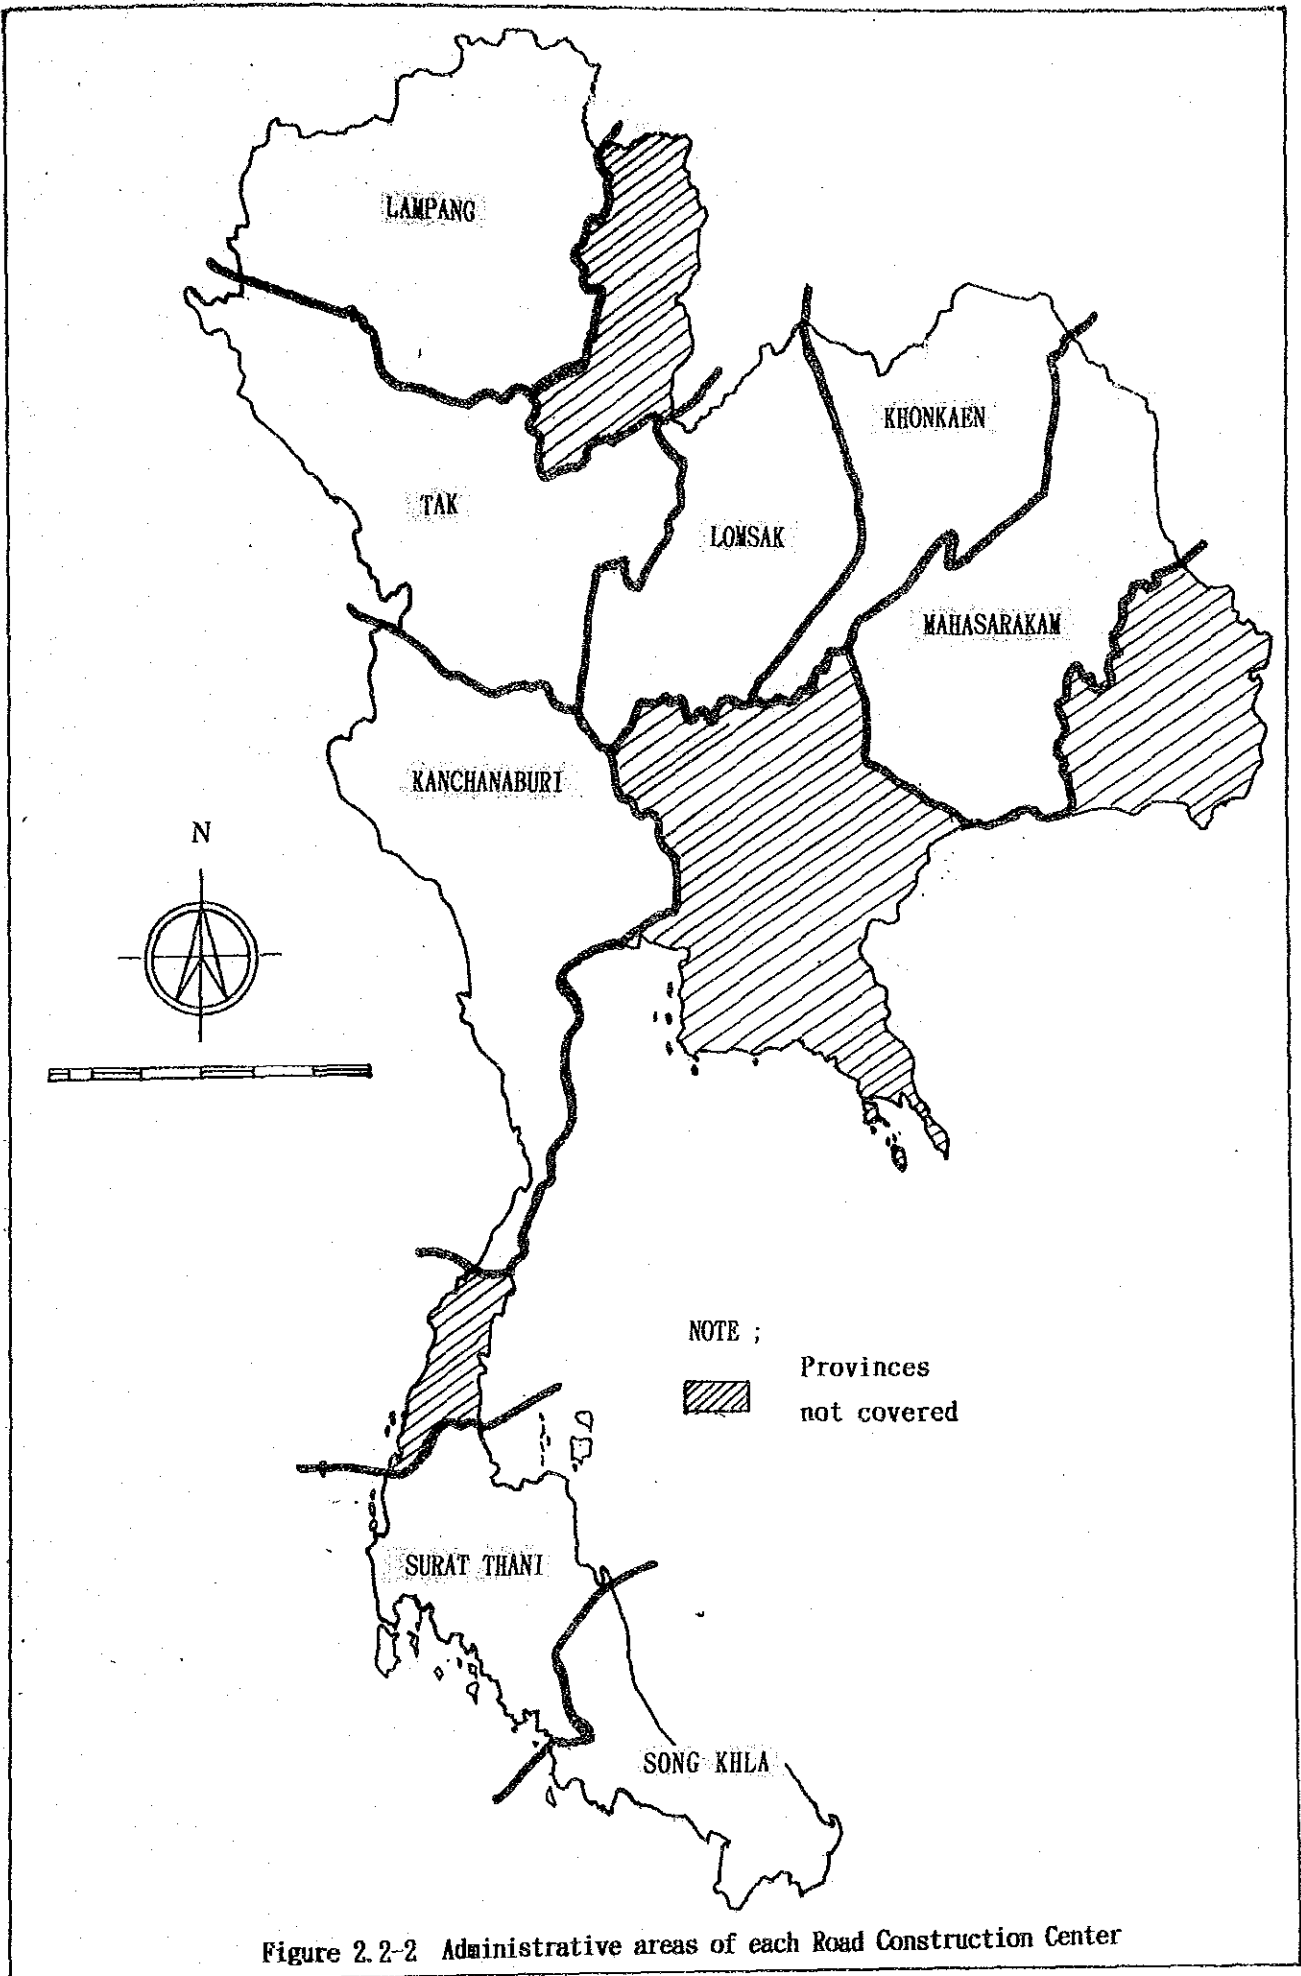 LAMPANG
KHONKAEN
TAK
LOMSAK
MAHASARAKAM
KANCHANABURI
N
NOTE ;
Provinces
not covered
SURAT THANI
SONG KHLA
Figure 2.2-2 Administrative areas of each Road Construction Center